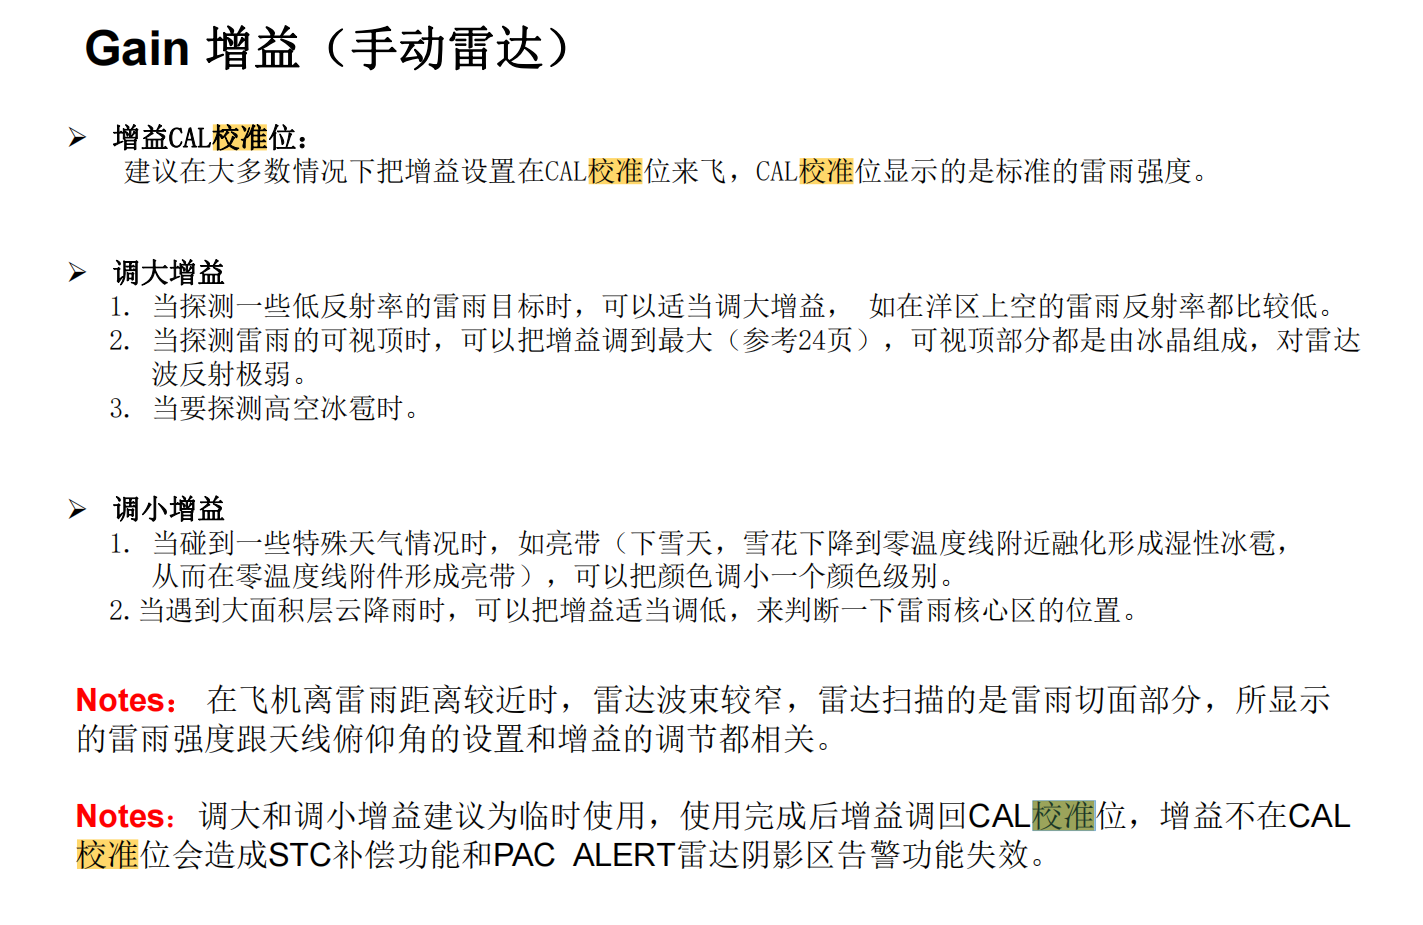 Gain 增益（手动雷达）
➢ 增益CAL校准位：
建议在大多数情况下把增益设置在CAL校准位来飞，CAL校准位显示的是标准的雷雨强度。
➢ 调大增益
1. 当探测一些低反射率的雷雨目标时，可以适当调大增益， 如在洋区上空的雷雨反射率都比较低。
2. 当探测雷雨的可视顶时，可以把增益调到最大（参考24页），可视顶部分都是由冰晶组成，对雷达
波反射极弱。
3. 当要探测高空冰雹时。
➢ 调小增益
1. 当碰到一些特殊天气情况时，如亮带（下雪天，雪花下降到零温度线附近融化形成湿性冰雹，
从而在零温度线附件形成亮带），可以把颜色调小一个颜色级别。
2.当遇到大面积层云降雨时，可以把增益适当调低，来判断一下雷雨核心区的位置。
Notes： 在飞机离雷雨距离较近时，雷达波束较窄，雷达扫描的是雷雨切面部分，所显示
的雷雨强度跟天线俯仰角的设置和增益的调节都相关。
Notes：调大和调小增益建议为临时使用，使用完成后增益调回CAL校准位，增益不在CAL
校准位会造成STC补偿功能和PAC ALERT雷达阴影区告警功能失效。